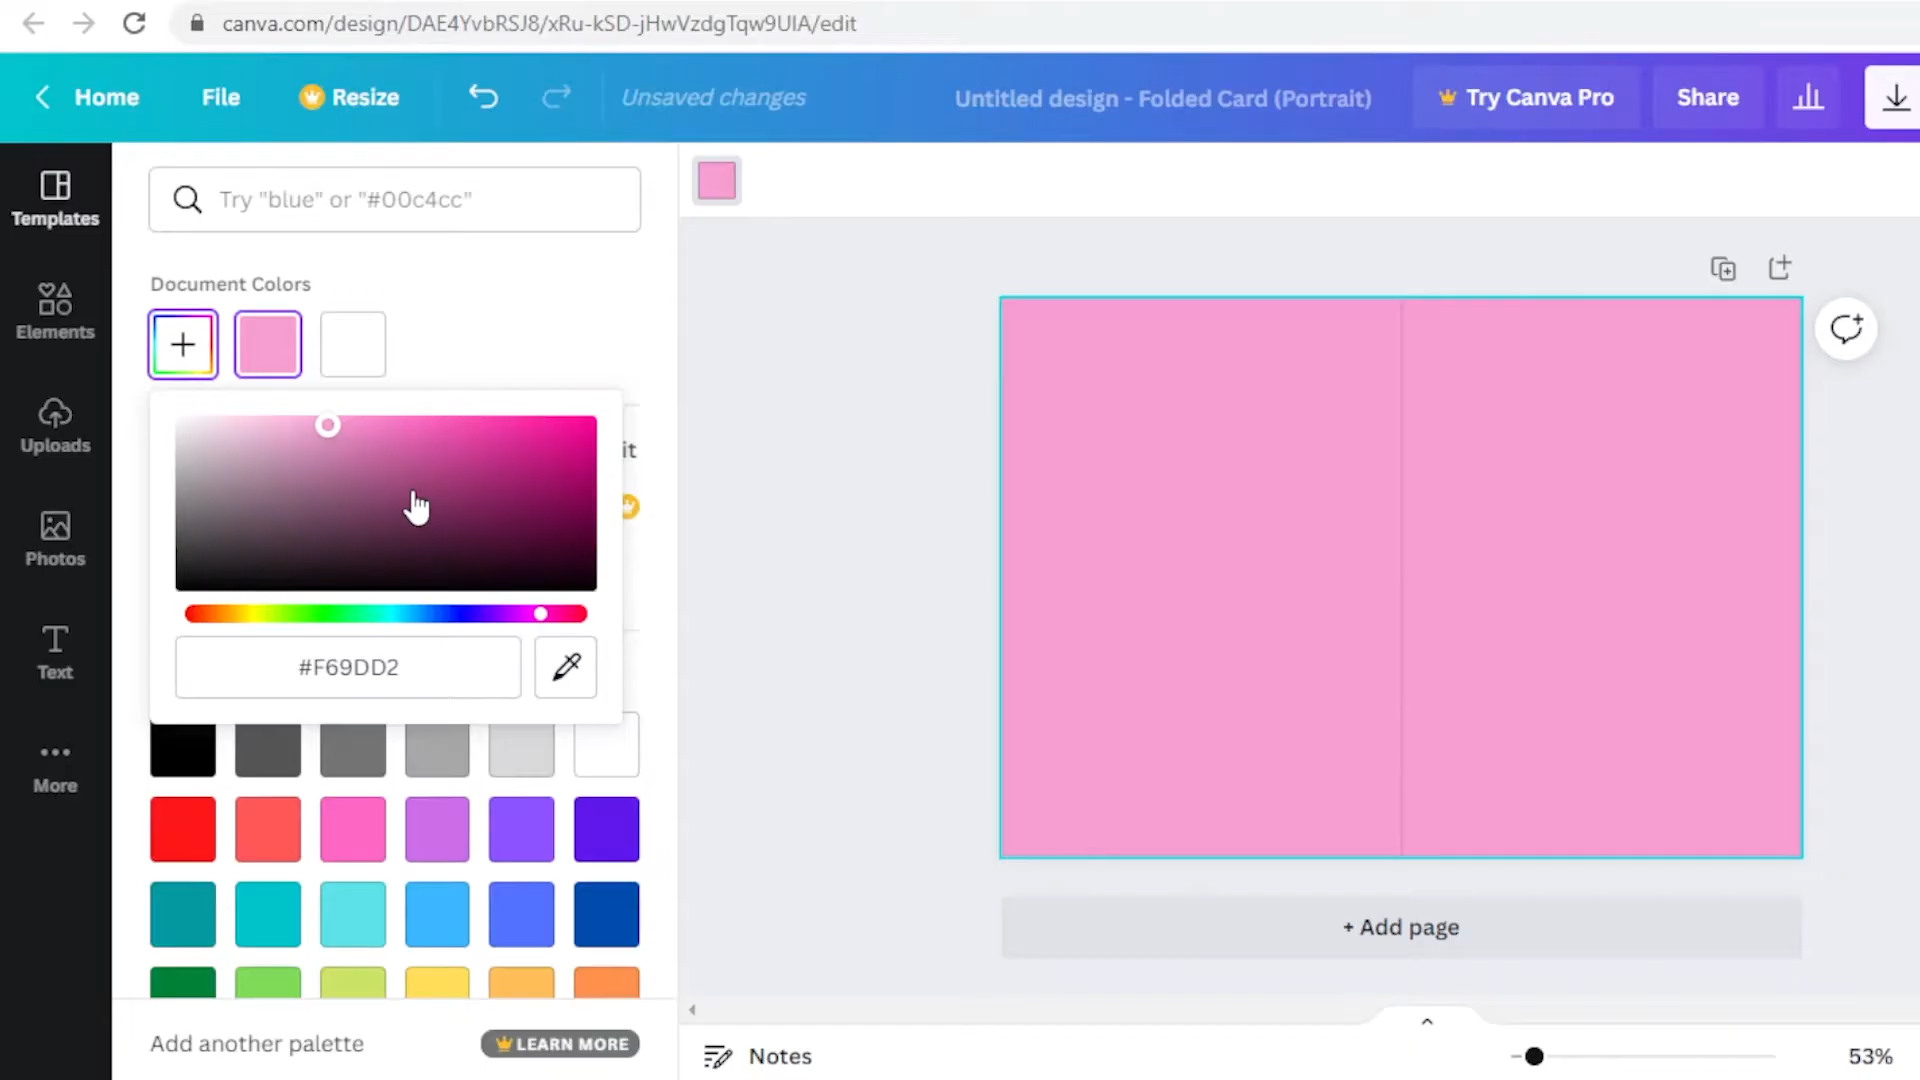 canva.com/design/DAE4YvbRSJ8/xRu-kSD-jHwVzdgTqw9UIA/edit
Home File Resize Unsaved changes Untitled design - Folded Card (Portrait) Try Canva Pro Share
Templates
Elements
Uploads
Photos
Text
More
Try "blue" or "#00c4cc"
Document Colors
+
it
#F69DD2
Add another palette LEARN MORE
+ Add page
Notes
53%